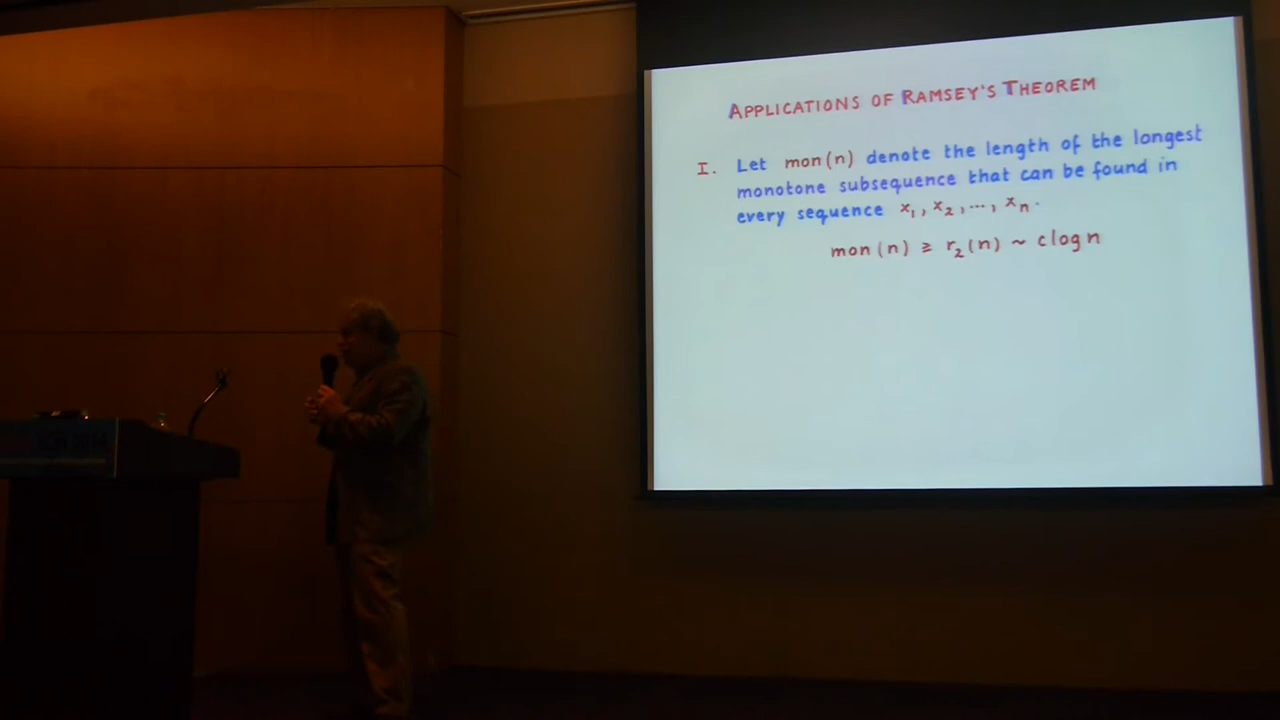 APPLICATIONS OF RAMSEY'S THEOREM
I. Let mon(n) denote the length of the longest
monotone subsequence that can be found in
every sequence x₁, x₂, ..., xₙ.
mon(n) ≥ r₂(n) ~ c log n